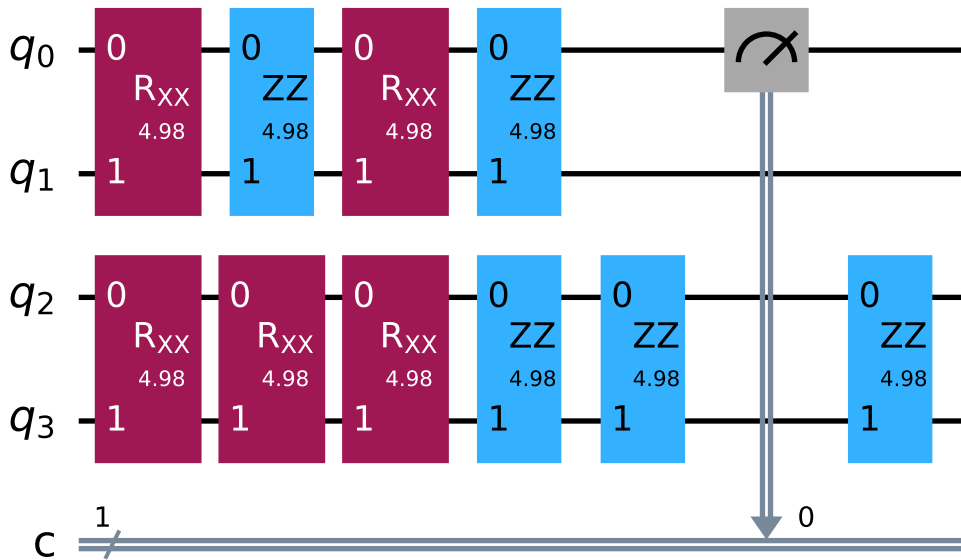 q0 0 0 0 0
RXX ZZ RXX ZZ
4.98 4.98 4.98 4.98
q1 1 1 1 1
q2 0 0 0 0 0 0
RXX RXX RXX ZZ ZZ ZZ
4.98 4.98 4.98 4.98 4.98 4.98
q3 1 1 1 1 1 1
1 0
c